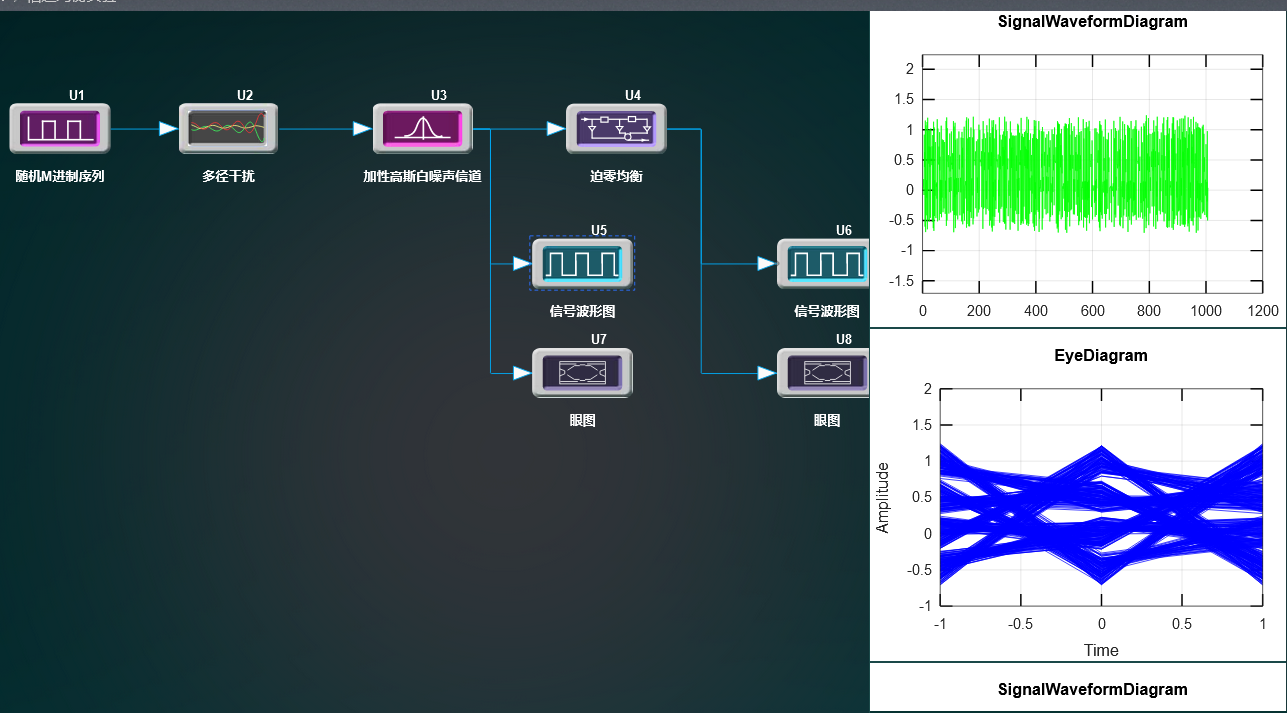 SignalWaveformDiagram
2
1.5
1
0.5
0
-0.5
-1
-1.5
0 200 400 600 800 1000 1200
U1 U2 U3 U4
随机M进制序列 多径干扰 加性高斯白噪声信道 迫零均衡
U5 U6
信号波形图 信号波形图
U7 U8
眼图 眼图
EyeDiagram
2
1.5
1
0.5
0
-0.5
-1
Amplitude
-1 -0.5 0 0.5 1
Time
SignalWaveformDiagram